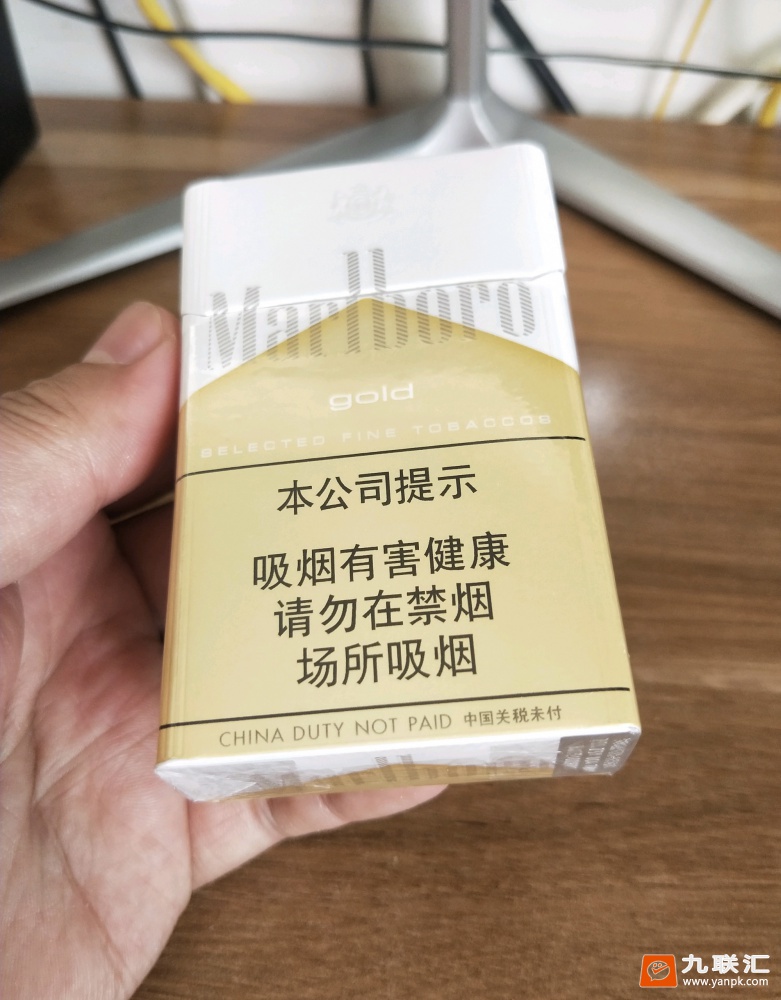 Marlboro
gold
SELECTED FINE TOBACCOS
本公司提示
吸烟有害健康
请勿在禁烟
场所吸烟
CHINA DUTY NOT PAID 中国关税未付
Marlboro
九联汇
www.yanpk.com